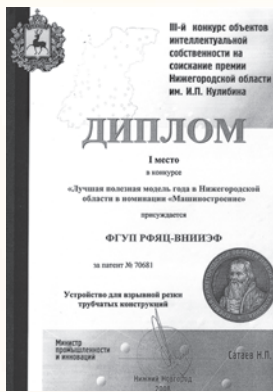 III-й конкурс объектов
интеллектуальной
собственности на
соискание премии
Нижегородской области
им. И.П. Кулибина
ДИПЛОМ
I место
в конкурсе
«Лучшая полезная модель года в Нижегородской
области в номинации «Машиностроение»
присуждается
ФГУП РФЯЦ-ВНИИЭФ
за патент № 70681
Устройство для взрывной резки
трубчатых конструкций
Министр
промышленности
и инноваций
Сатаев Н.П.
Нижний Новгород
2008